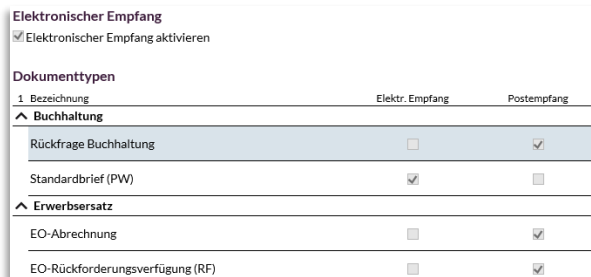 Elektronischer Empfang
Elektronischer Empfang aktivieren
Dokumenttypen
1 Bezeichnung Elektr. Empfang Postempfang
Buchhaltung
Rückfrage Buchhaltung
Standardbrief (PW)
Erwerbsersatz
EO-Abrechnung
EO-Rückforderungsverfügung (RF)